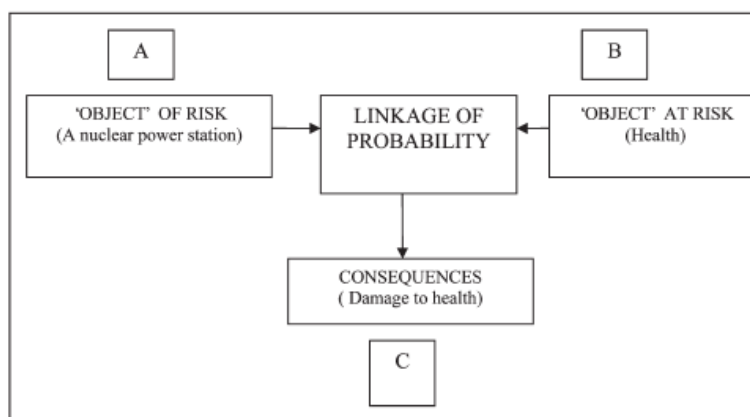 A
B
‘OBJECT’ OF RISK
(A nuclear power station)
LINKAGE OF
PROBABILITY
‘OBJECT’ AT RISK
(Health)
CONSEQUENCES
( Damage to health)
C